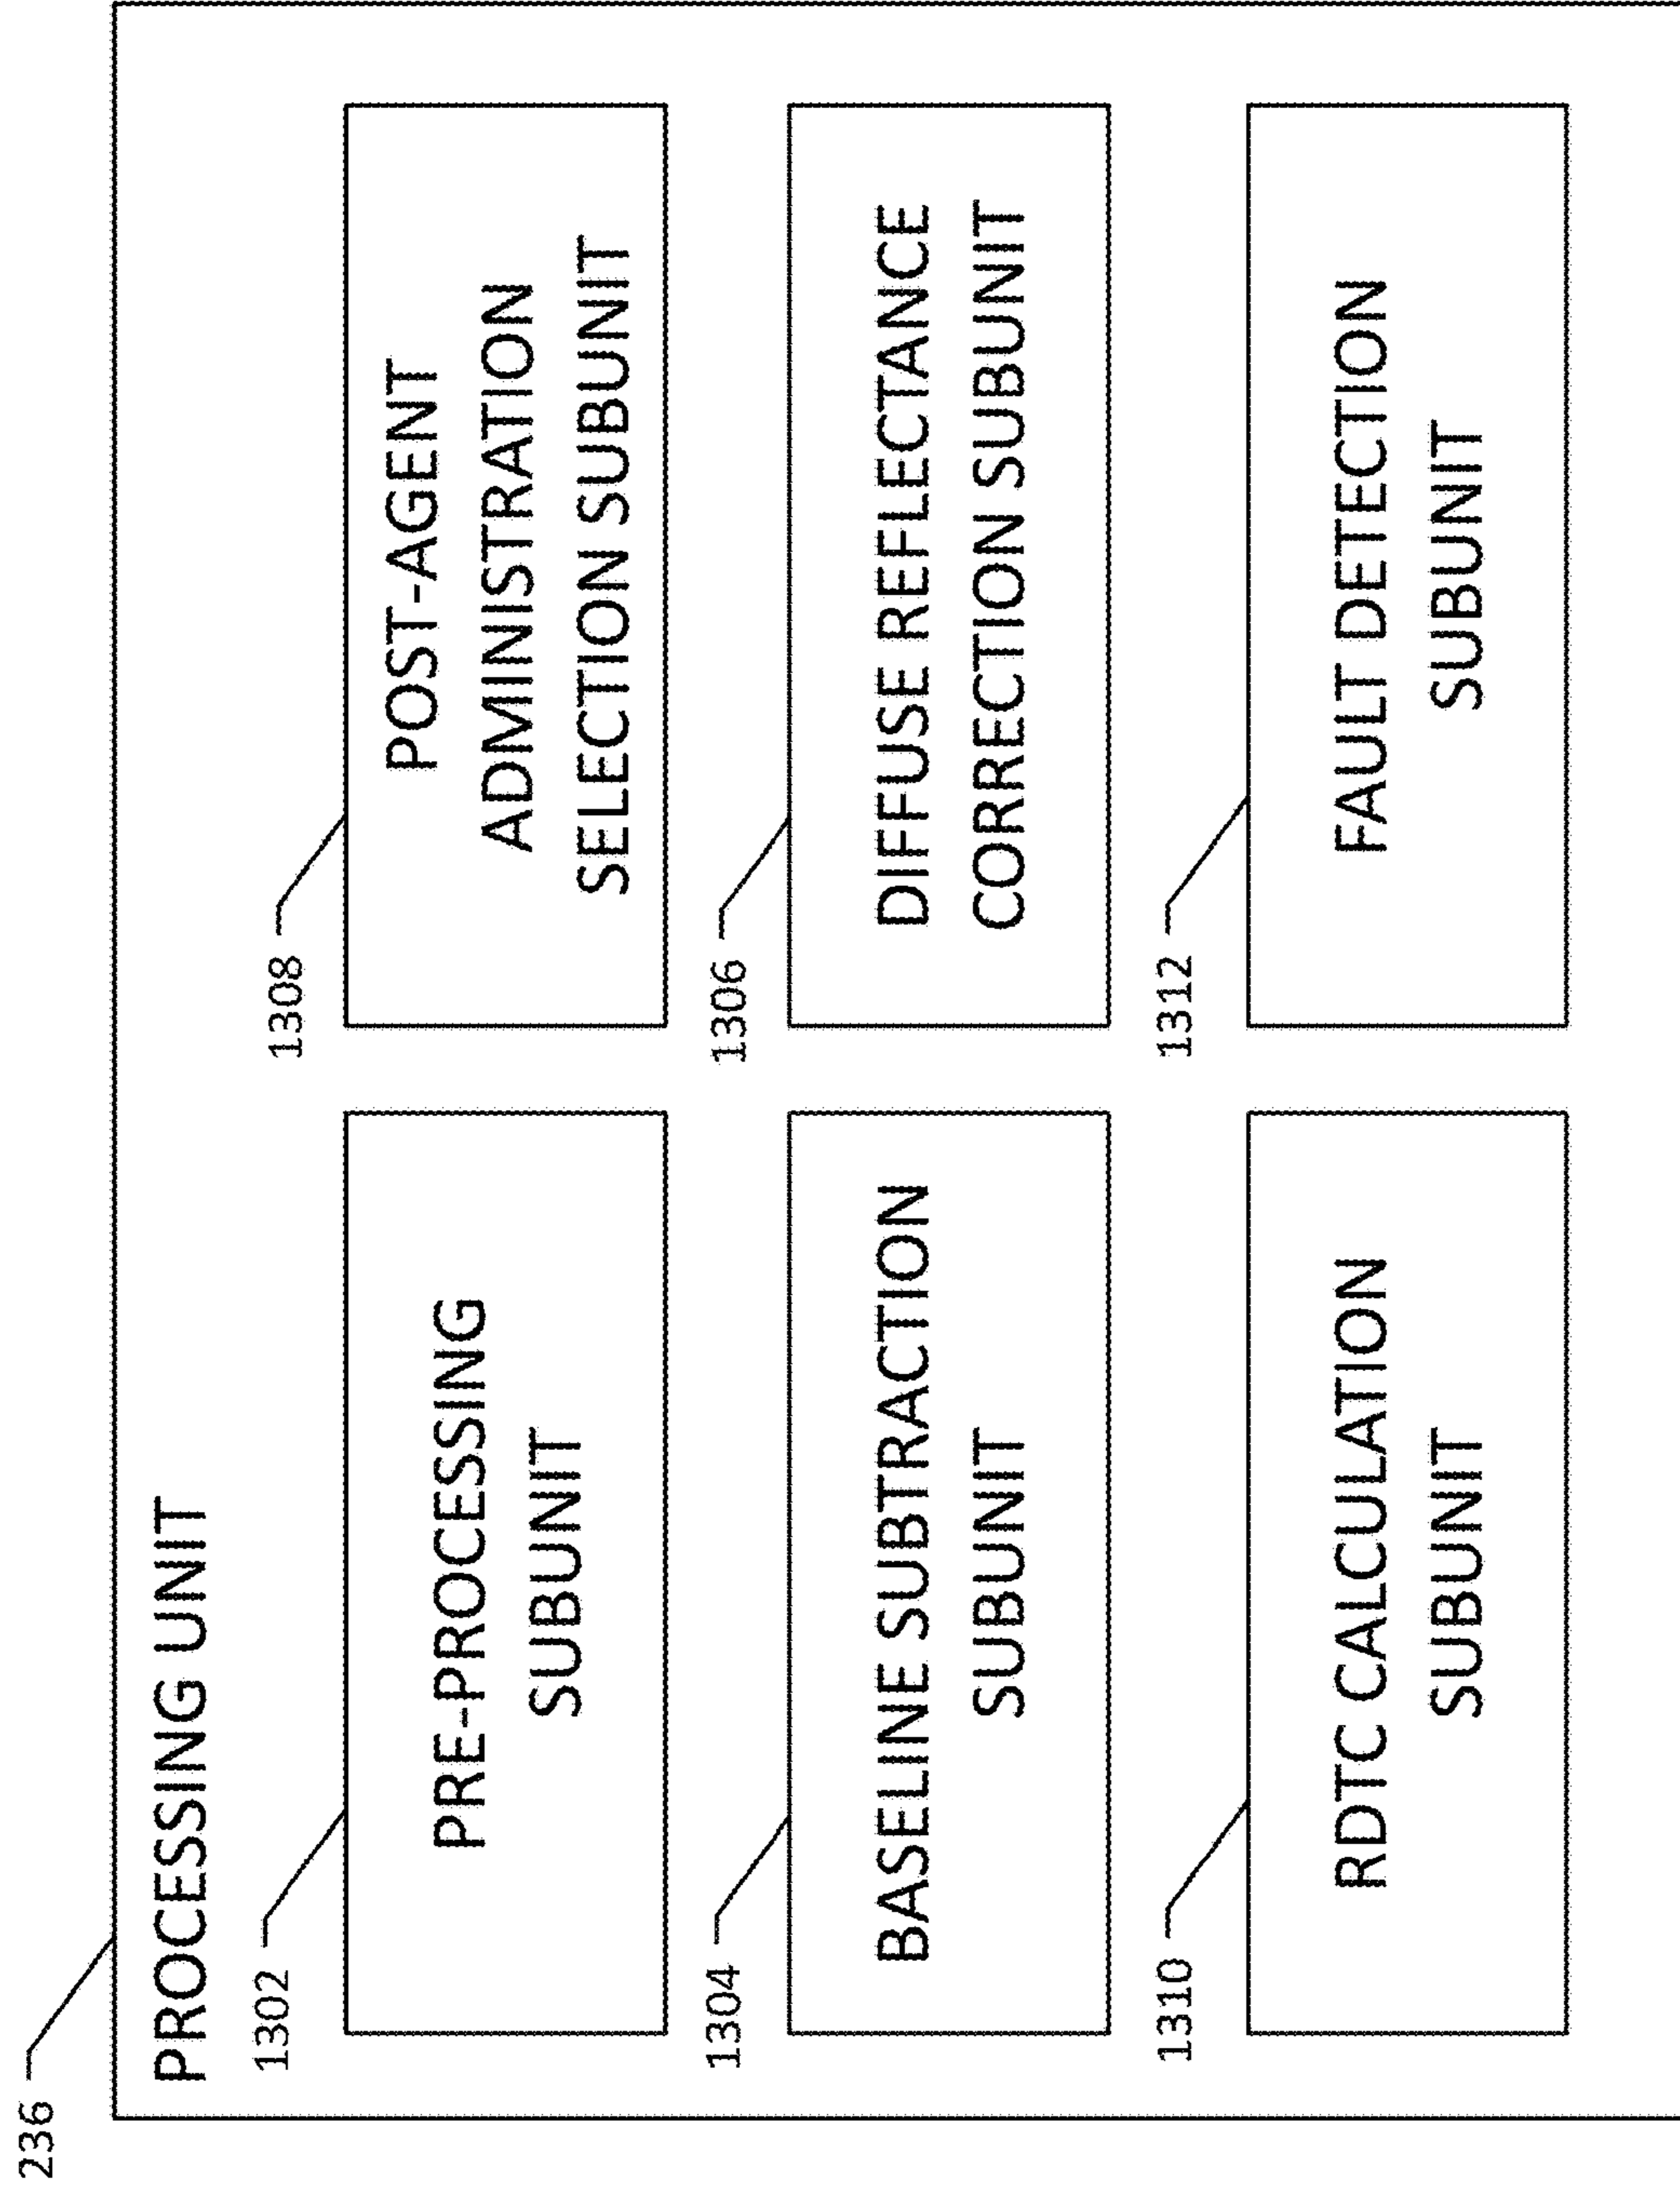 236
PROCESSING UNIT
1302
PRE-PROCESSING
SUBUNIT
1308
POST-AGENT
ADMINISTRATION
SELECTION SUBUNIT
1304
BASELINE SUBTRACTION
SUBUNIT
1306
DIFFUSE REFLECTANCE
CORRECTION SUBUNIT
1310
RDTC CALCULATION
SUBUNIT
1312
FAULT DETECTION
SUBUNIT